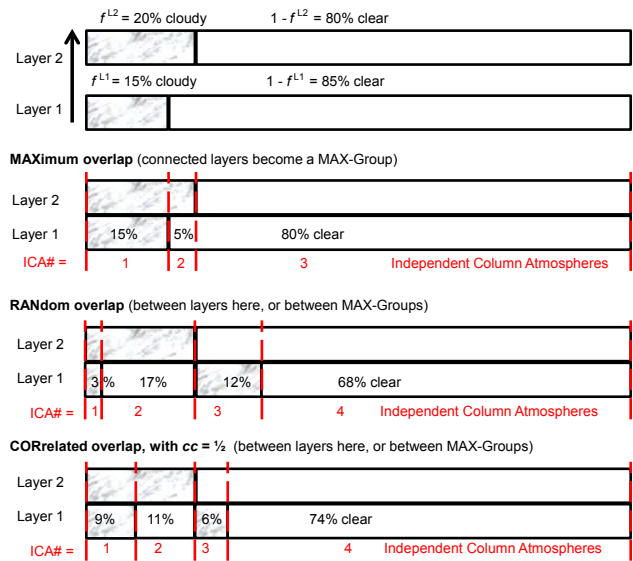 f L2 = 20% cloudy 1 - f L2 = 80% clear
Layer 2
f L1 = 15% cloudy 1 - f L1 = 85% clear
Layer 1
MAXimum overlap (connected layers become a MAX-Group)
Layer 2
Layer 1 15% 5% 80% clear
ICA# = 1 2 3 Independent Column Atmospheres
RANdom overlap (between layers here, or between MAX-Groups)
Layer 2
Layer 1 3% 17% 12% 68% clear
ICA# = 1 2 3 4 Independent Column Atmospheres
CORrelated overlap, with cc = ½ (between layers here, or between MAX-Groups)
Layer 2
Layer 1 9% 11% 6% 74% clear
ICA# = 1 2 3 4 Independent Column Atmospheres